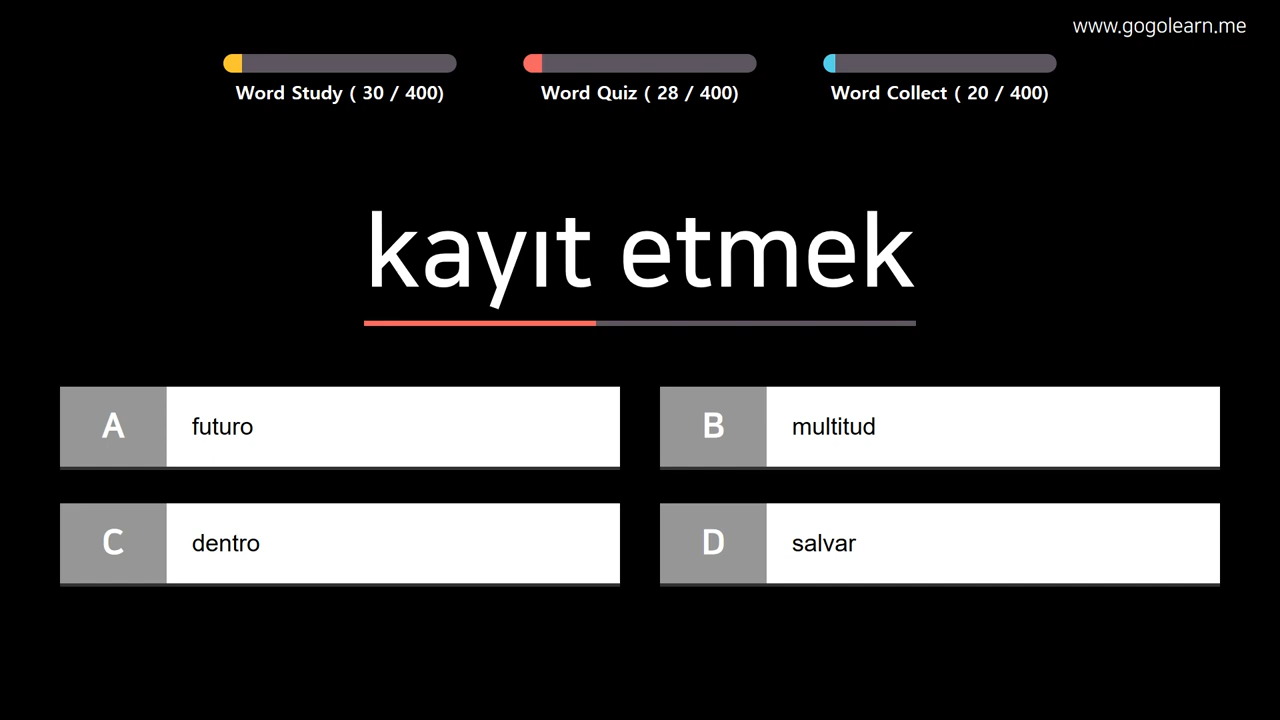 www.gogolearn.me
Word Study ( 30 / 400)
Word Quiz ( 28 / 400)
Word Collect ( 20 / 400)
kayıt etmek
A futuro
B multitud
C dentro
D salvar